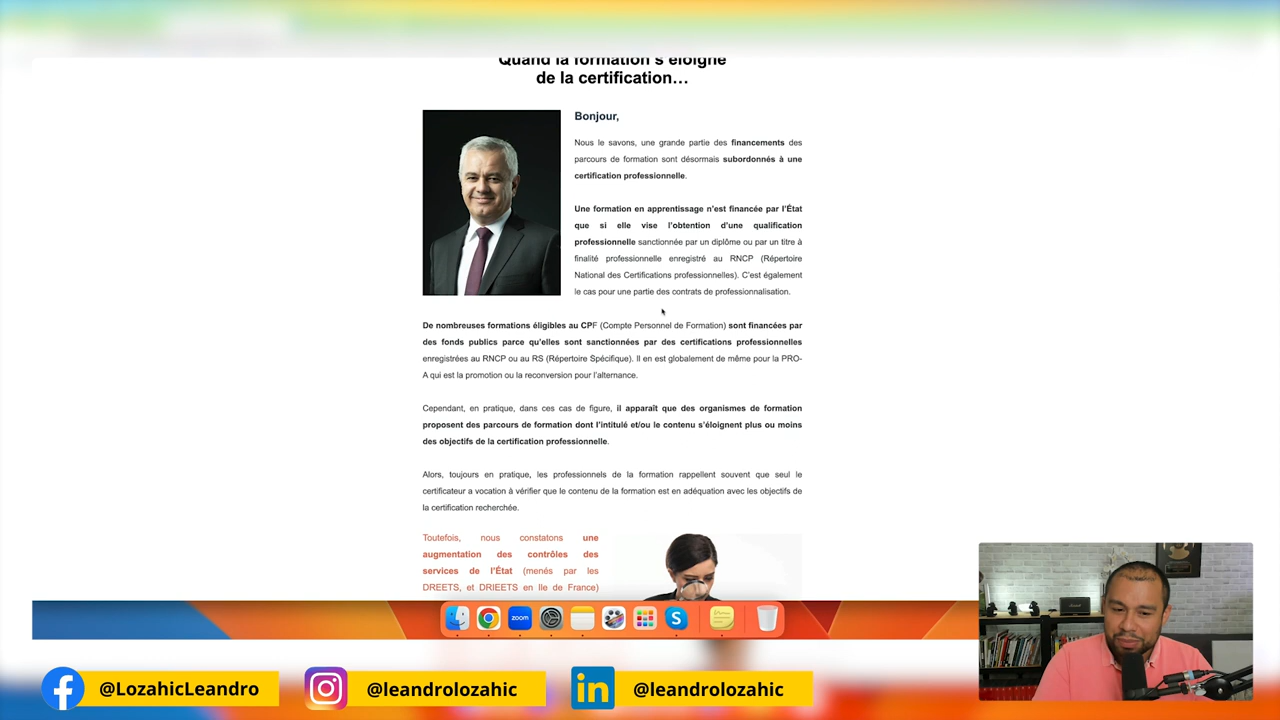 Quand la formation s'éloigne
de la certification…
Bonjour,
Nous le savons, une grande partie des financements des
parcours de formation sont désormais subordonnés à une
certification professionnelle.
Une formation en apprentissage n'est financée par l'État
que si elle vise l'obtention d'une qualification
professionnelle sanctionnée par un diplôme ou par un titre à
finalité professionnelle enregistré au RNCP (Répertoire
National des Certifications professionnelles). C'est également
le cas pour une partie des contrats de professionnalisation.
De nombreuses formations éligibles au CPF (Compte Personnel de Formation) sont financées par
des fonds publics parce qu'elles sont sanctionnées par des certifications professionnelles
enregistrées au RNCP ou au RS (Répertoire Spécifique). Il en est globalement de même pour la PRO-
A qui est la promotion ou la reconversion pour l'alternance.
Cependant, en pratique, dans ces cas de figure, il apparaît que des organismes de formation
proposent des parcours de formation dont l'intitulé et/ou le contenu s'éloignent plus ou moins
des objectifs de la certification professionnelle.
Alors, toujours en pratique, les professionnels de la formation rappellent souvent que seul le
certificateur a vocation à vérifier que le contenu de la formation est en adéquation avec les objectifs de
la certification recherchée.
Toutefois, nous constatons une
augmentation des contrôles des
services de l'État (menés par les
DREETS, et DRIEETS en Ile de France)
zoom
@LozahicLeandro
@leandrolozahic
in
@leandrolozahic